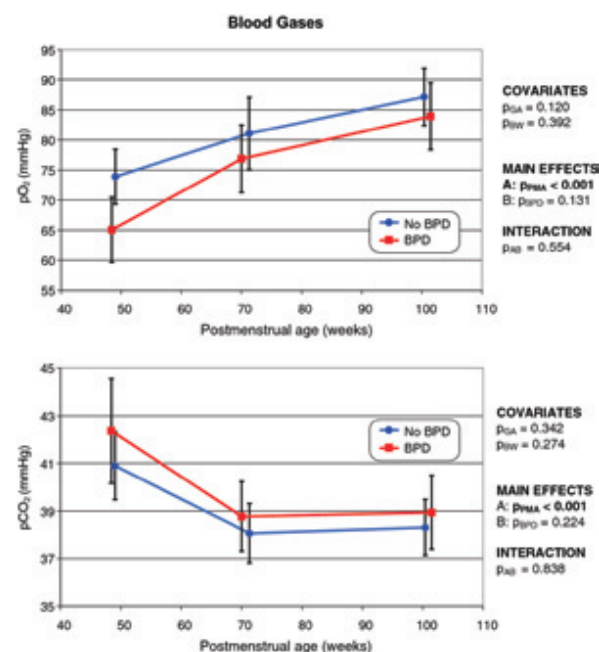 Blood Gases
95
90
85
80
75
70
65
60
55
pO₂ (mmHg)
No BPD
BPD
40 50 60 70 80 90 100 110
Postmenstrual age (weeks)
COVARIATES
pGA = 0.120
pBW = 0.392
MAIN EFFECTS
A: pPMA < 0.001
B: pBPD = 0.131
INTERACTION
pAB = 0.554
43
41
39
37
35
pCO₂ (mmHg)
No BPD
BPD
40 50 60 70 80 90 100 110
Postmenstrual age (weeks)
COVARIATES
pGA = 0.342
pBW = 0.274
MAIN EFFECTS
A: pPMA < 0.001
B: pBPD = 0.224
INTERACTION
pAB = 0.838